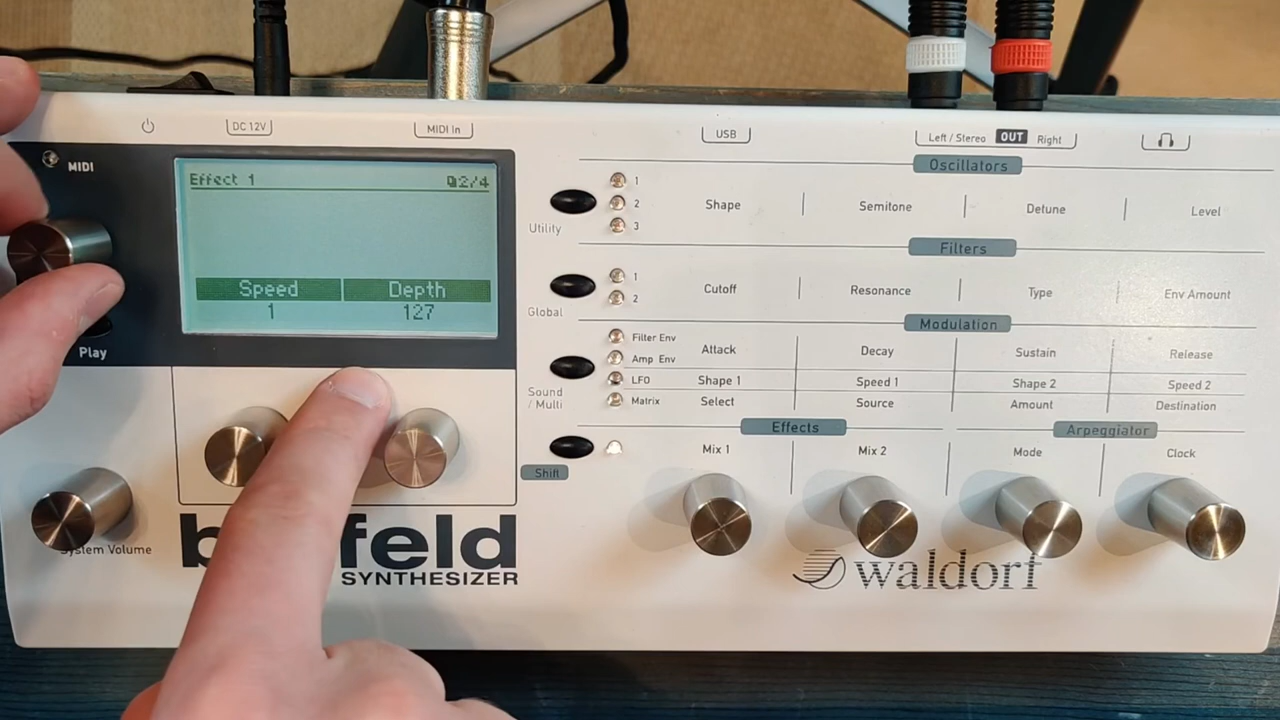 DC 12V
MIDI In
USB
Left / Stereo OUT Right
MIDI
Effect 1 2/4
Speed Depth
1 127
Play
System Volume
SYNTHESIZER
Utility
1
2
3
Oscillators
Shape Semitone Detune Level
Global
1
2
Filters
Cutoff Resonance Type Env Amount
Sound
/ Multi
Filter Env
Amp Env
LFO
Matrix
Modulation
Attack Decay Sustain Release
Shape 1 Speed 1 Shape 2 Speed 2
Select Source Amount Destination
Shift
Effects Arpeggiator
Mix 1 Mix 2 Mode Clock
waldorf